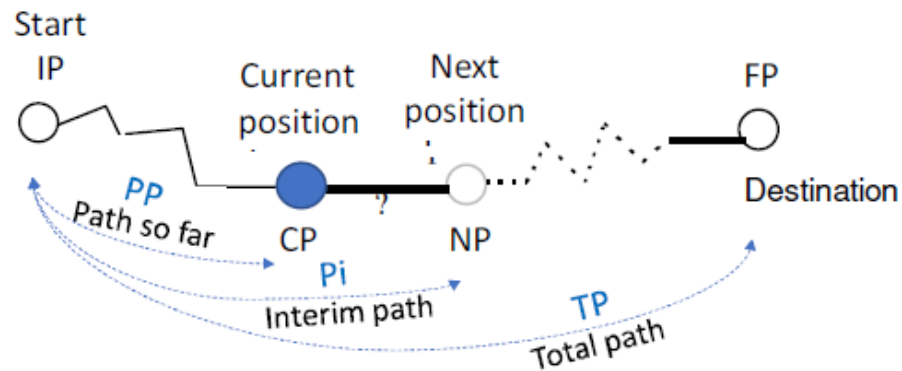 Start
IP
Current
position
Next
position
FP
?
Destination
CP
NP
PP
Path so far
Pi
Interim path
TP
Total path